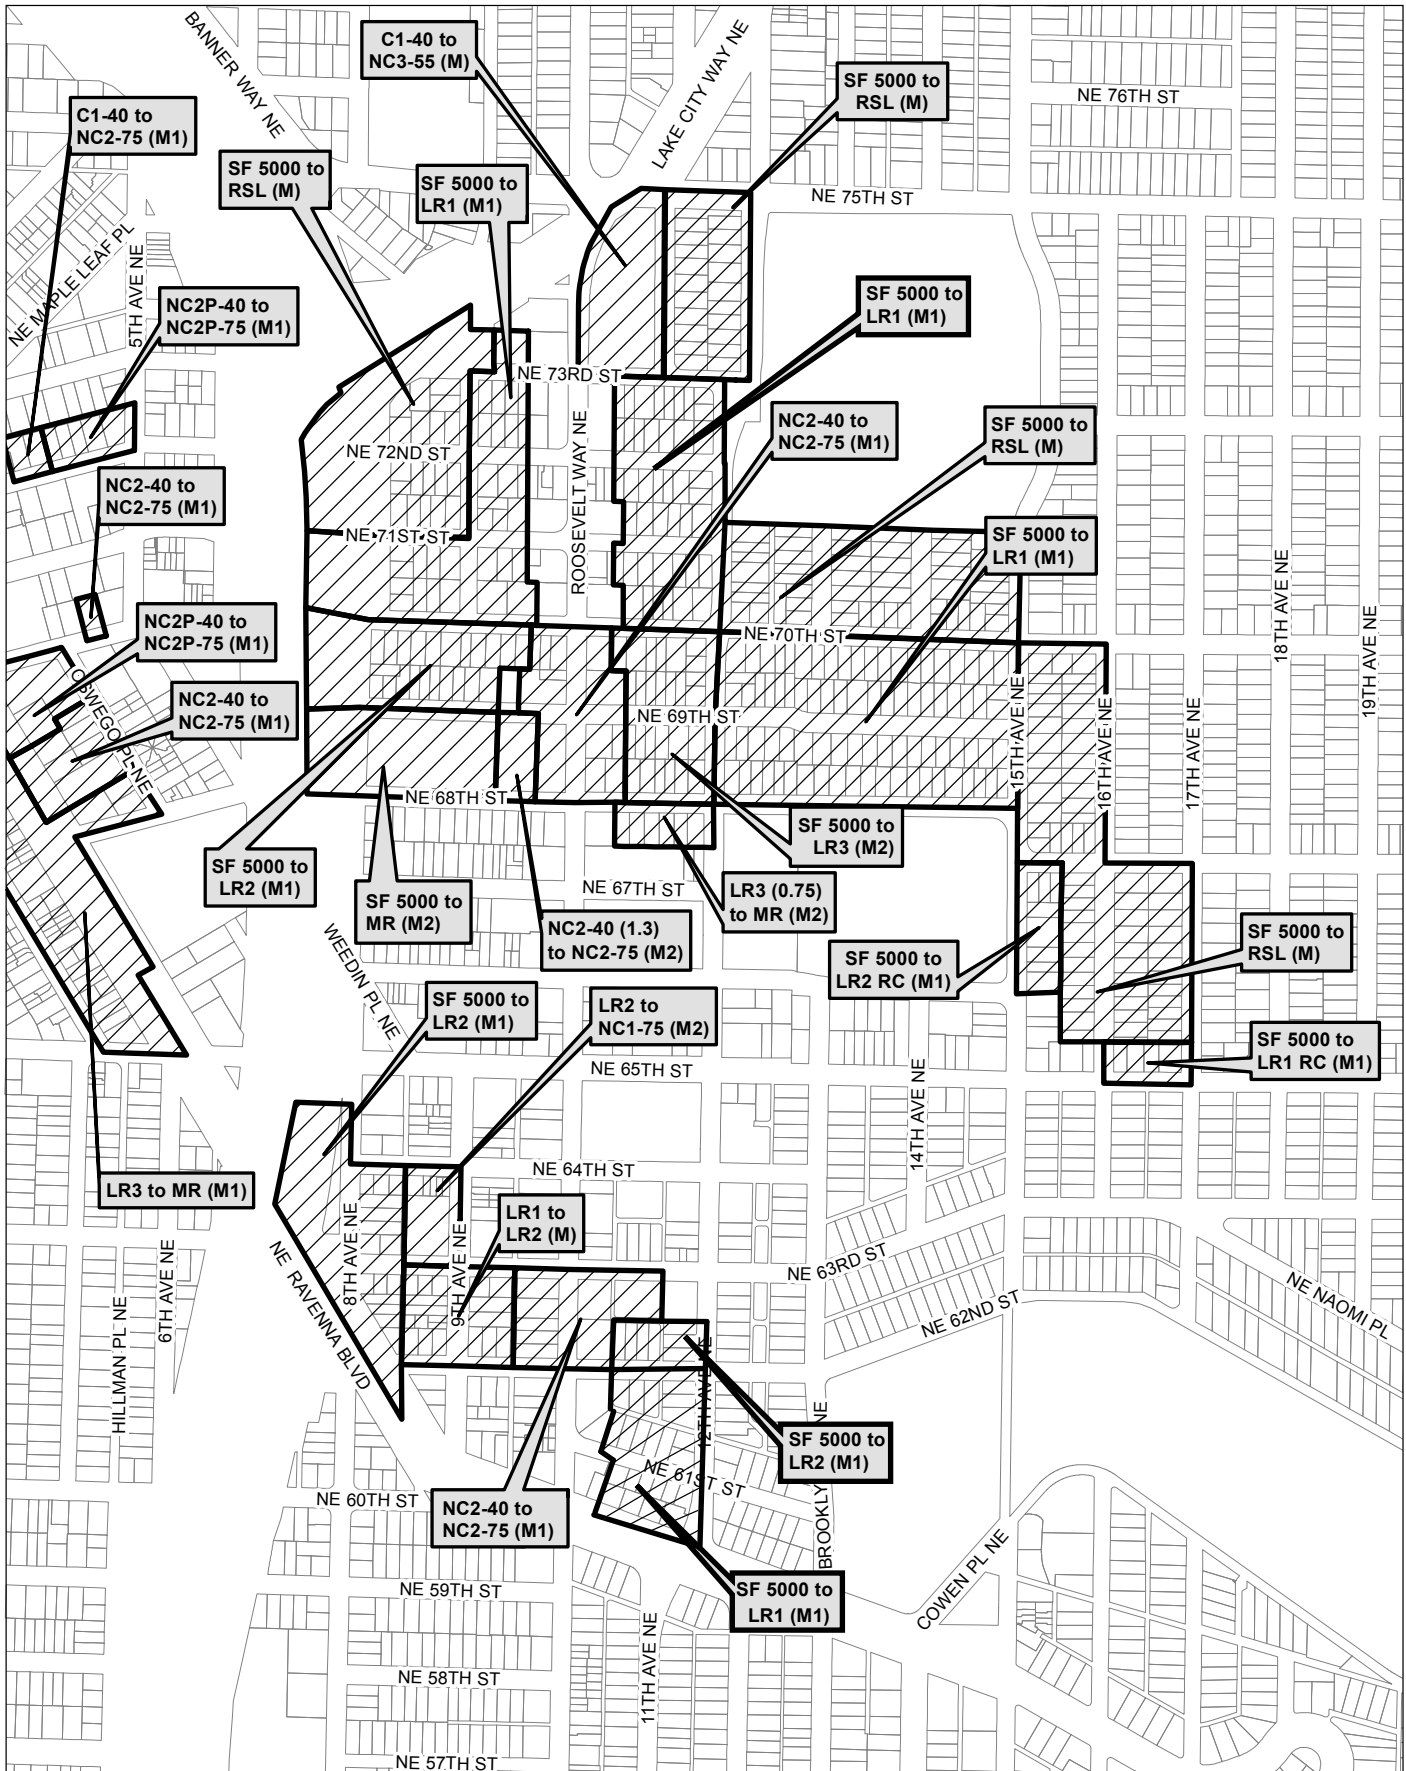 BANNER WAY NE
C1-40 to
NC3-55 (M)
LAKE CITY WAY NE
SF 5000 to
RSL (M)
NE 76TH ST
C1-40 to
NC2-75 (M1)
SF 5000 to
RSL (M)
SF 5000 to
LR1 (M1)
NE 75TH ST
NE MAPLE LEAF PL
5TH AVE NE
NC2P-40 to
NC2P-75 (M1)
SF 5000 to
LR1 (M1)
NE 73RD ST
ROOSEVELT WAY NE
NC2-40 to
NC2-75 (M1)
SF 5000 to
RSL (M)
NE 72ND ST
NC2-40 to
NC2-75 (M1)
NE 71ST ST
SF 5000 to
LR1 (M1)
18TH AVE NE
19TH AVE NE
NC2P-40 to
NC2P-75 (M1)
NE 70TH ST
OSWEGO PL NE
NC2-40 to
NC2-75 (M1)
NE 69TH ST
15TH AVE NE
16TH AVE NE
17TH AVE NE
NE 68TH ST
SF 5000 to
LR3 (M2)
SF 5000 to
LR2 (M1)
SF 5000 to
MR (M2)
NE 67TH ST
LR3 (0.75)
to MR (M2)
NC2-40 (1.3)
to NC2-75 (M2)
SF 5000 to
LR2 RC (M1)
SF 5000 to
RSL (M)
WEEDIN PL NE
SF 5000 to
LR2 (M1)
LR2 to
NC1-75 (M2)
SF 5000 to
LR1 RC (M1)
NE 65TH ST
14TH AVE NE
NE 64TH ST
LR3 to MR (M1)
LR1 to
LR2 (M)
8TH AVE NE
9TH AVE NE
NE RAVENNA BLVD
6TH AVE NE
HILLMAN PL NE
NE 63RD ST
NE 62ND ST
NE NAOMI PL
12TH AVE NE
SF 5000 to
LR2 (M1)
BROOKLYN NE
NE 61ST ST
NE 60TH ST
NC2-40 to
NC2-75 (M1)
COWEN PL NE
NE 59TH ST
SF 5000 to
LR1 (M1)
11TH AVE NE
NE 58TH ST
NE 57TH ST